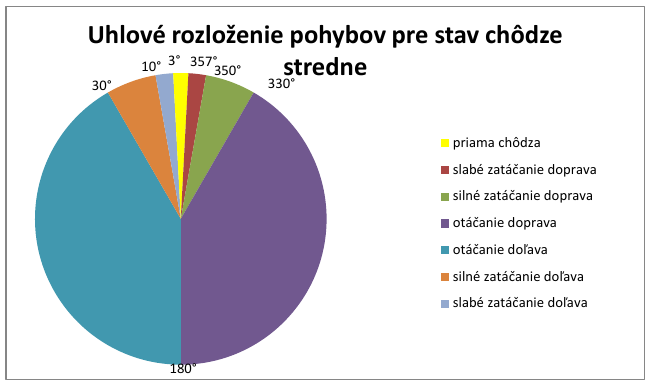 Uhlové rozloženie pohybov pre stav chôdze
stredne
30°
10°
3°
357°
350°
330°
180°
priama chôdza
slabé zatáčanie doprava
silné zatáčanie doprava
otáčanie doprava
otáčanie doľava
silné zatáčanie doľava
slabé zatáčanie doľava